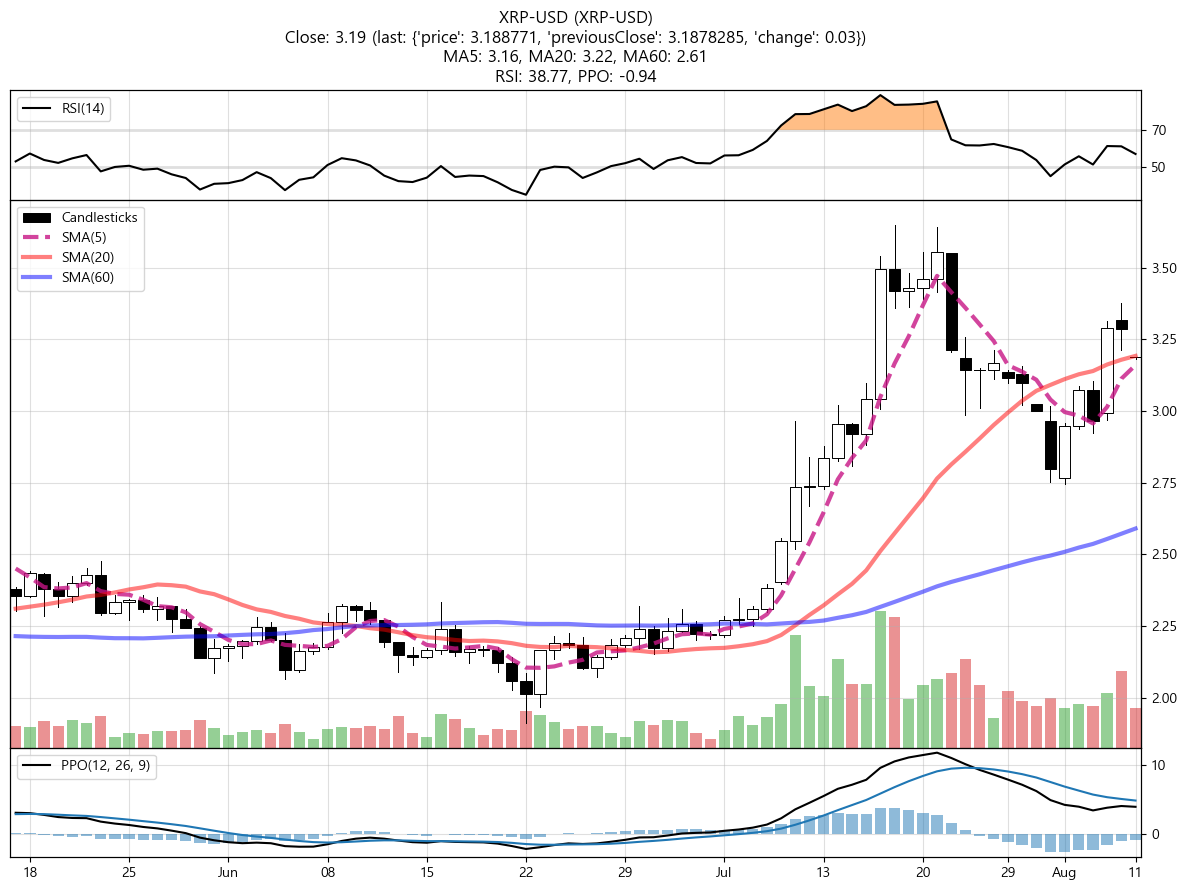 XRP-USD (XRP-USD)
Close: 3.19 (last: {'price': 3.188771, 'previousClose': 3.1878285, 'change': 0.03})
MA5: 3.16, MA20: 3.22, MA60: 2.61
RSI: 38.77, PPO: -0.94
RSI(14)
70
50
Candlesticks
SMA(5)
SMA(20)
SMA(60)
3.50
3.25
3.00
2.75
2.50
2.25
2.00
PPO(12, 26, 9)
10
0
18 25 Jun 08 15 22 29 Jul 13 20 29 Aug 11